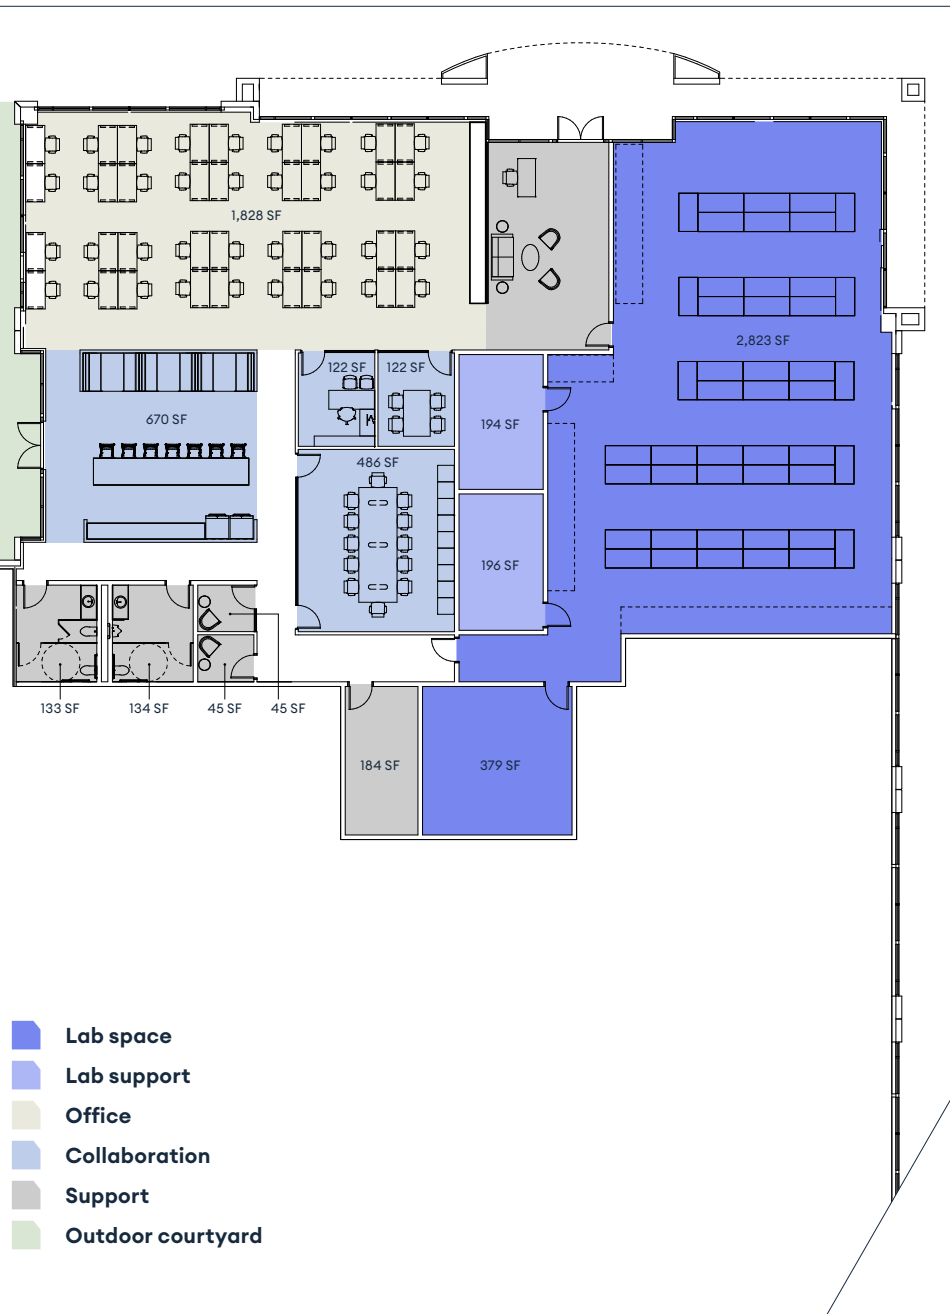 1,828 SF
2,823 SF
122 SF
122 SF
670 SF
194 SF
486 SF
196 SF
133 SF
134 SF
45 SF
45 SF
184 SF
379 SF
Lab space
Lab support
Office
Collaboration
Support
Outdoor courtyard